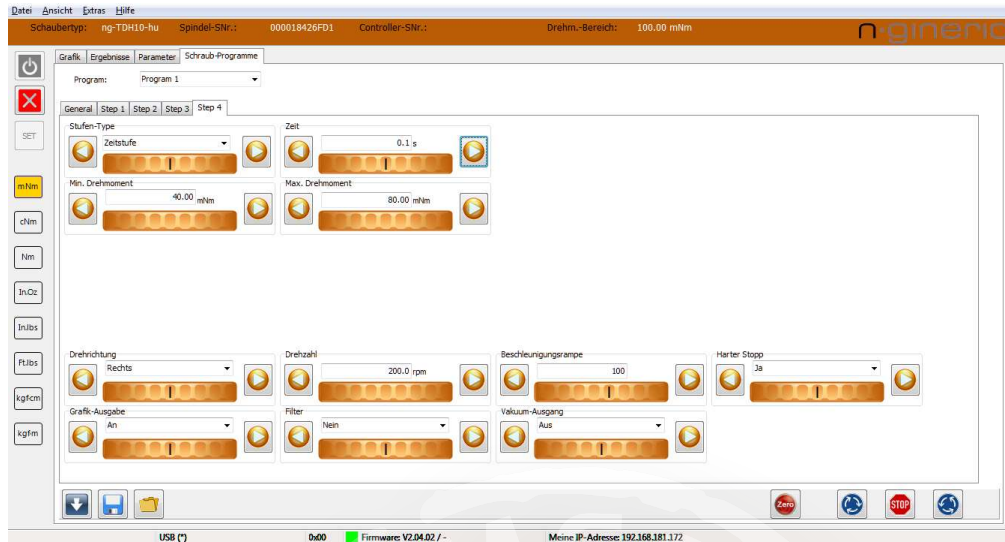 Datei Ansicht Extras Hilfe
Schaubertyp: ng-TDH10-hu Spindel-SNr.: 000018426FD1 Controller-SNr.: Drehm.-Bereich: 100.00 mNm n-gineric
Grafik Ergebnisse Parameter Schraub-Programme
Program: Program 1
General Step 1 Step 2 Step 3 Step 4
Stufen-Type Zeit
Zeitstufe 0.1 s
SET
Min. Drehmoment Max. Drehmoment
mNm 40.00 mNm 80.00 mNm
cNm
Nm
In.Oz
In.lbs
Drehrichtung Drehzahl Beschleunigungsrampe Harter Stopp
Ft.lbs Rechts 200.0 rpm 100 Ja
kgf-cm
Grafik-Ausgabe Filter Vakuum-Ausgang
kgf-m An Nein Aus
Zero STOP
USB (*) 0x00 Firmware: V2.04.02 / - Meine IP-Adresse: 192.168.181.172